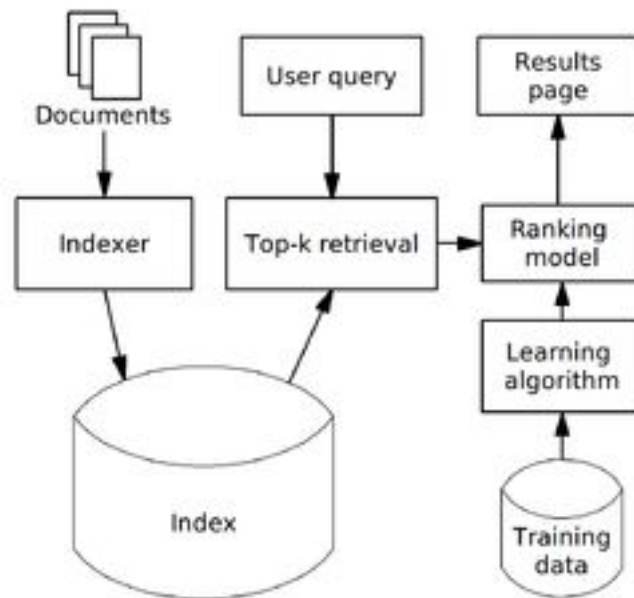 Documents
User query
Results
page
Indexer
Top-k retrieval
Ranking
model
Learning
algorithm
Index
Training
data